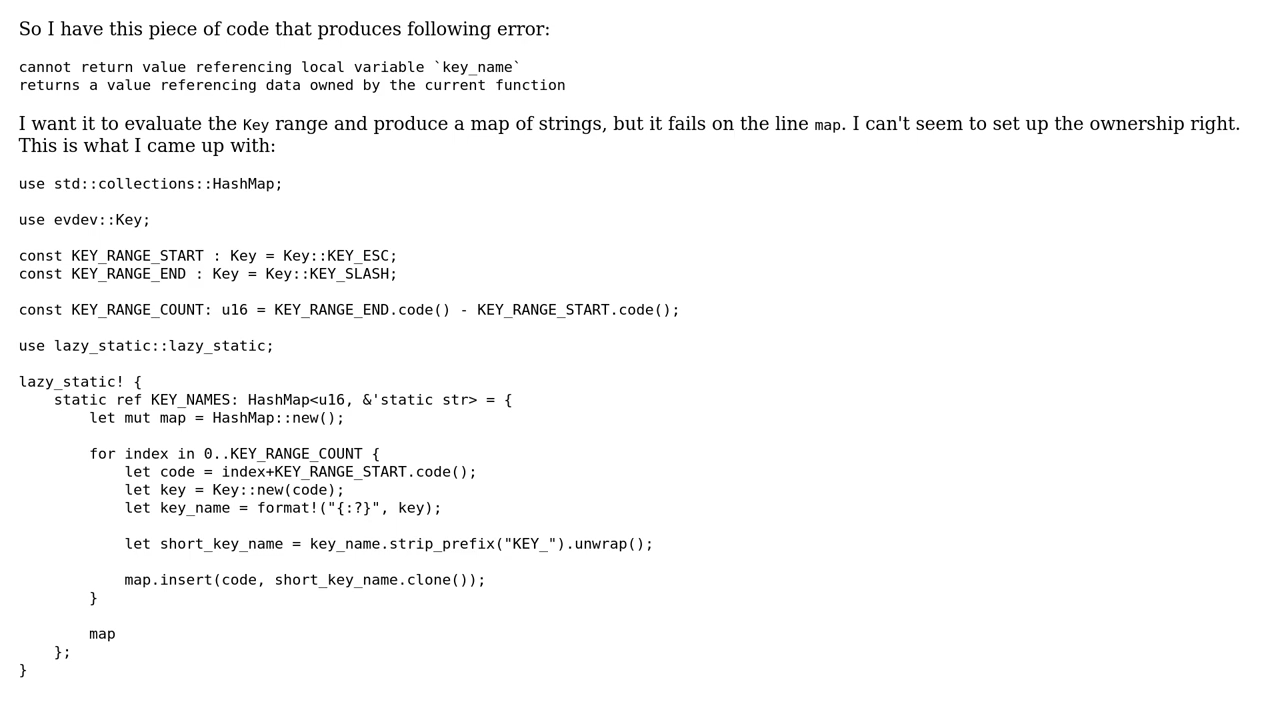 So I have this piece of code that produces following error:
cannot return value referencing local variable `key_name`
returns a value referencing data owned by the current function
I want it to evaluate the Key range and produce a map of strings, but it fails on the line map. I can't seem to set up the ownership right.
This is what I came up with:
use std::collections::HashMap;
use evdev::Key;
const KEY_RANGE_START : Key = Key::KEY_ESC;
const KEY_RANGE_END : Key = Key::KEY_SLASH;
const KEY_RANGE_COUNT: u16 = KEY_RANGE_END.code() - KEY_RANGE_START.code();
use lazy_static::lazy_static;
lazy_static! {
    static ref KEY_NAMES: HashMap<u16, &'static str> = {
        let mut map = HashMap::new();
        for index in 0..KEY_RANGE_COUNT {
            let code = index+KEY_RANGE_START.code();
            let key = Key::new(code);
            let key_name = format!("{:?}", key);
            let short_key_name = key_name.strip_prefix("KEY_").unwrap();
            map.insert(code, short_key_name.clone());
        }
        map
    };
}